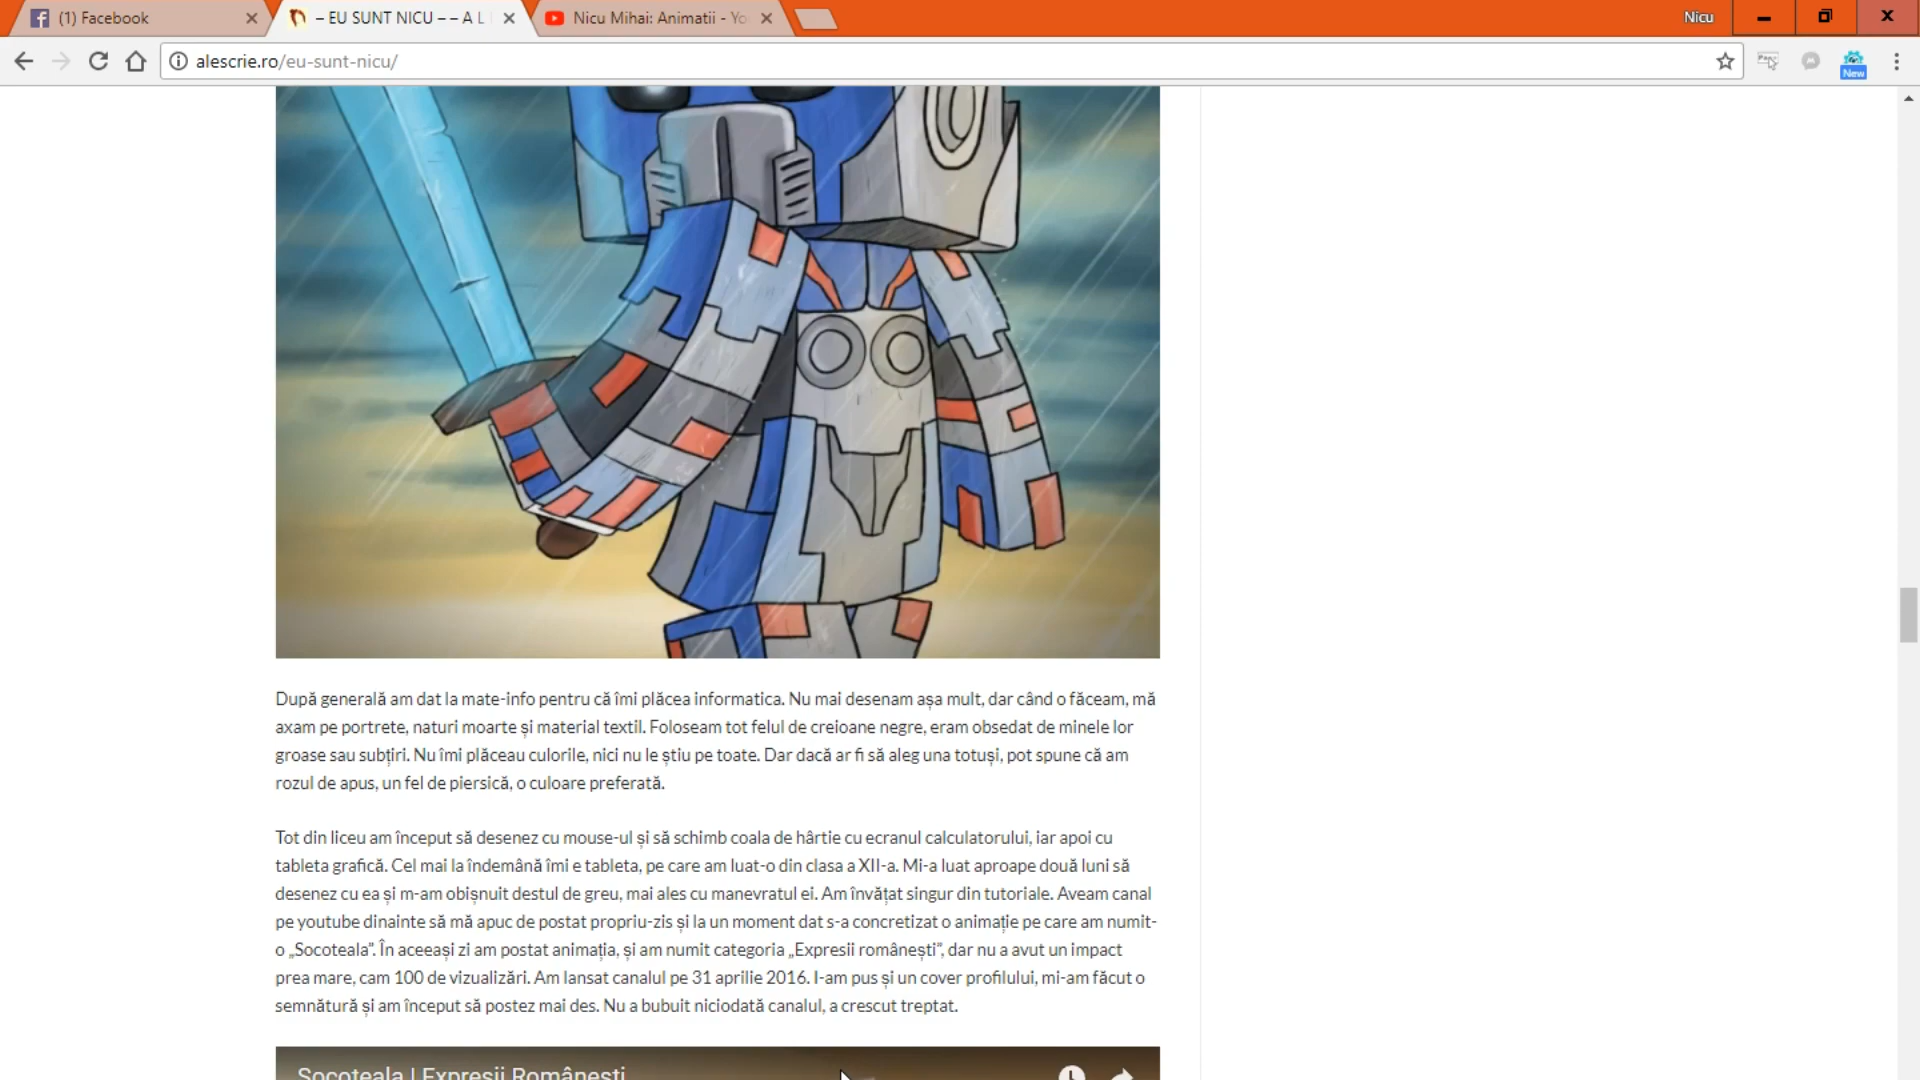 (1) Facebook
– EU SUNT NICU – – A L
Nicu Mihai: Animatii - Yo
Nicu
alescrie.ro/eu-sunt-nicu/
New
După generală am dat la mate-info pentru că îmi plăcea informatica. Nu mai desenam așa mult, dar când o făceam, mă
axam pe portrete, naturi moarte și material textil. Foloseam tot felul de creioane negre, eram obsedat de minele lor
groase sau subțiri. Nu îmi plăceau culorile, nici nu le știu pe toate. Dar dacă ar fi să aleg una totuși, pot spune că am
rozul de apus, un fel de piersică, o culoare preferată.
Tot din liceu am început să desenez cu mouse-ul și să schimb coala de hârtie cu ecranul calculatorului, iar apoi cu
tableta grafică. Cel mai la îndemână îmi e tableta, pe care am luat-o din clasa a XII-a. Mi-a luat aproape două luni să
desenez cu ea și m-am obișnuit destul de greu, mai ales cu manevratul ei. Am învățat singur din tutoriale. Aveam canal
pe youtube dinainte să mă apuc de postat propriu-zis și la un moment dat s-a concretizat o animație pe care am numit-
o „Socoteala”. În aceeași zi am postat animația, și am numit categoria „Expresii românești”, dar nu a avut un impact
prea mare, cam 100 de vizualizări. Am lansat canalul pe 31 aprilie 2016. I-am pus și un cover profilului, mi-am făcut o
semnătură și am început să postez mai des. Nu a bubuit niciodată canalul, a crescut treptat.
Socoteala | Expresii Românești